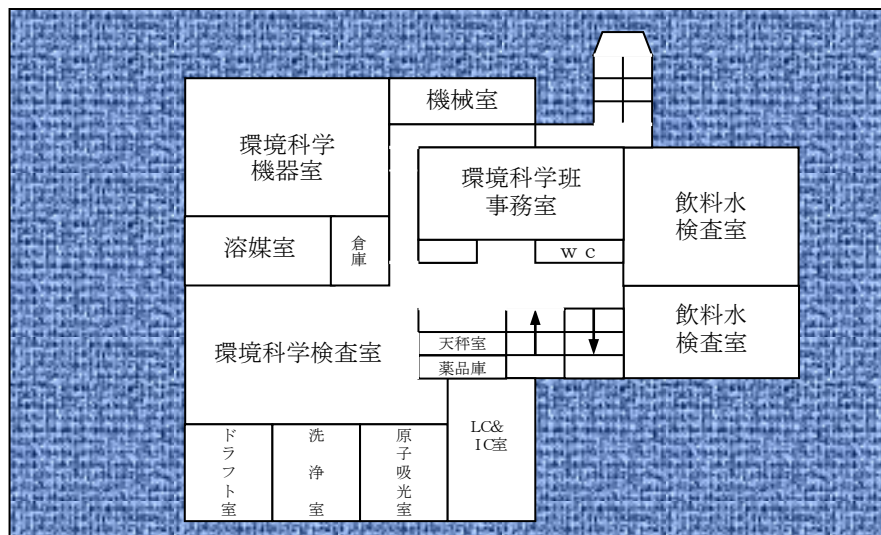 機械室
環境科学
機器室
環境科学班
事務室
飲料水
検査室
溶媒室
倉庫
ｗｃ
環境科学検査室
天秤室
薬品庫
飲料水
検査室
ドラフト室
洗浄室
原子吸光室
LC&
IC室